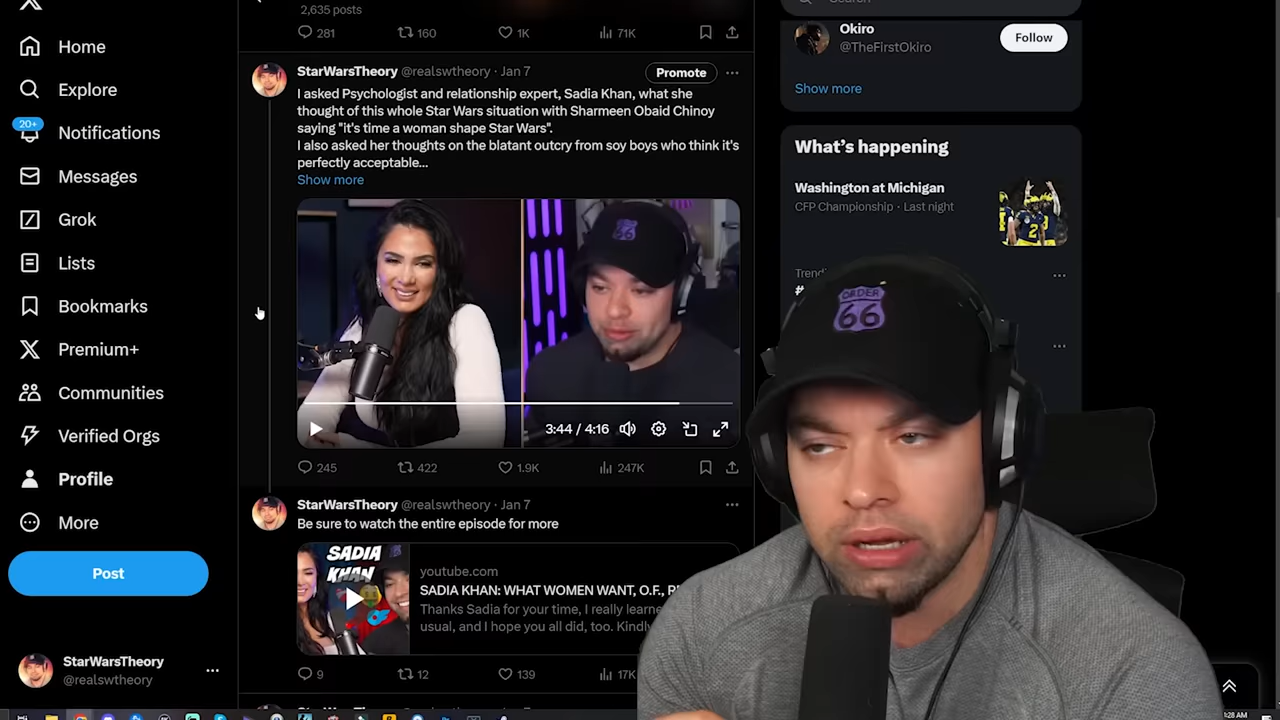 2,635 posts
281
160
1K
71K
Home
Explore
20+
Notifications
Messages
Grok
Lists
Bookmarks
Premium+
Communities
Verified Orgs
Profile
More
Post
StarWarsTheory
@realswtheory
StarWarsTheory @realswtheory · Jan 7
Promote
I asked Psychologist and relationship expert, Sadia Khan, what she
thought of this whole Star Wars situation with Sharmeen Obaid Chinoy
saying "it's time a woman shape Star Wars".
I also asked her thoughts on the blatant outcry from soy boys who think it's
perfectly acceptable...
Show more
66
3:44 / 4:16
245
422
1.9K
247K
StarWarsTheory @realswtheory · Jan 7
Be sure to watch the entire episode for more
SADIA
KHAN
youtube.com
SADIA KHAN: WHAT WOMEN WANT, O.F.,
Thanks Sadia for your time, I really
usual, and I hope you all did, too.
9
12
139
17K
Okiro
@TheFirstOkiro
Follow
Show more
What's happening
Washington at Michigan
CFP Championship · Last night
#
ORDER
66
:28 AM